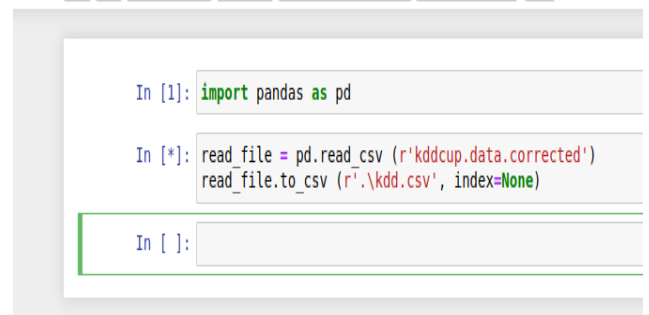 In [1]: import pandas as pd
In [*]: read_file = pd.read_csv (r'kddcup.data.corrected')
read_file.to_csv (r'.\kdd.csv', index=None)
In [ ]: